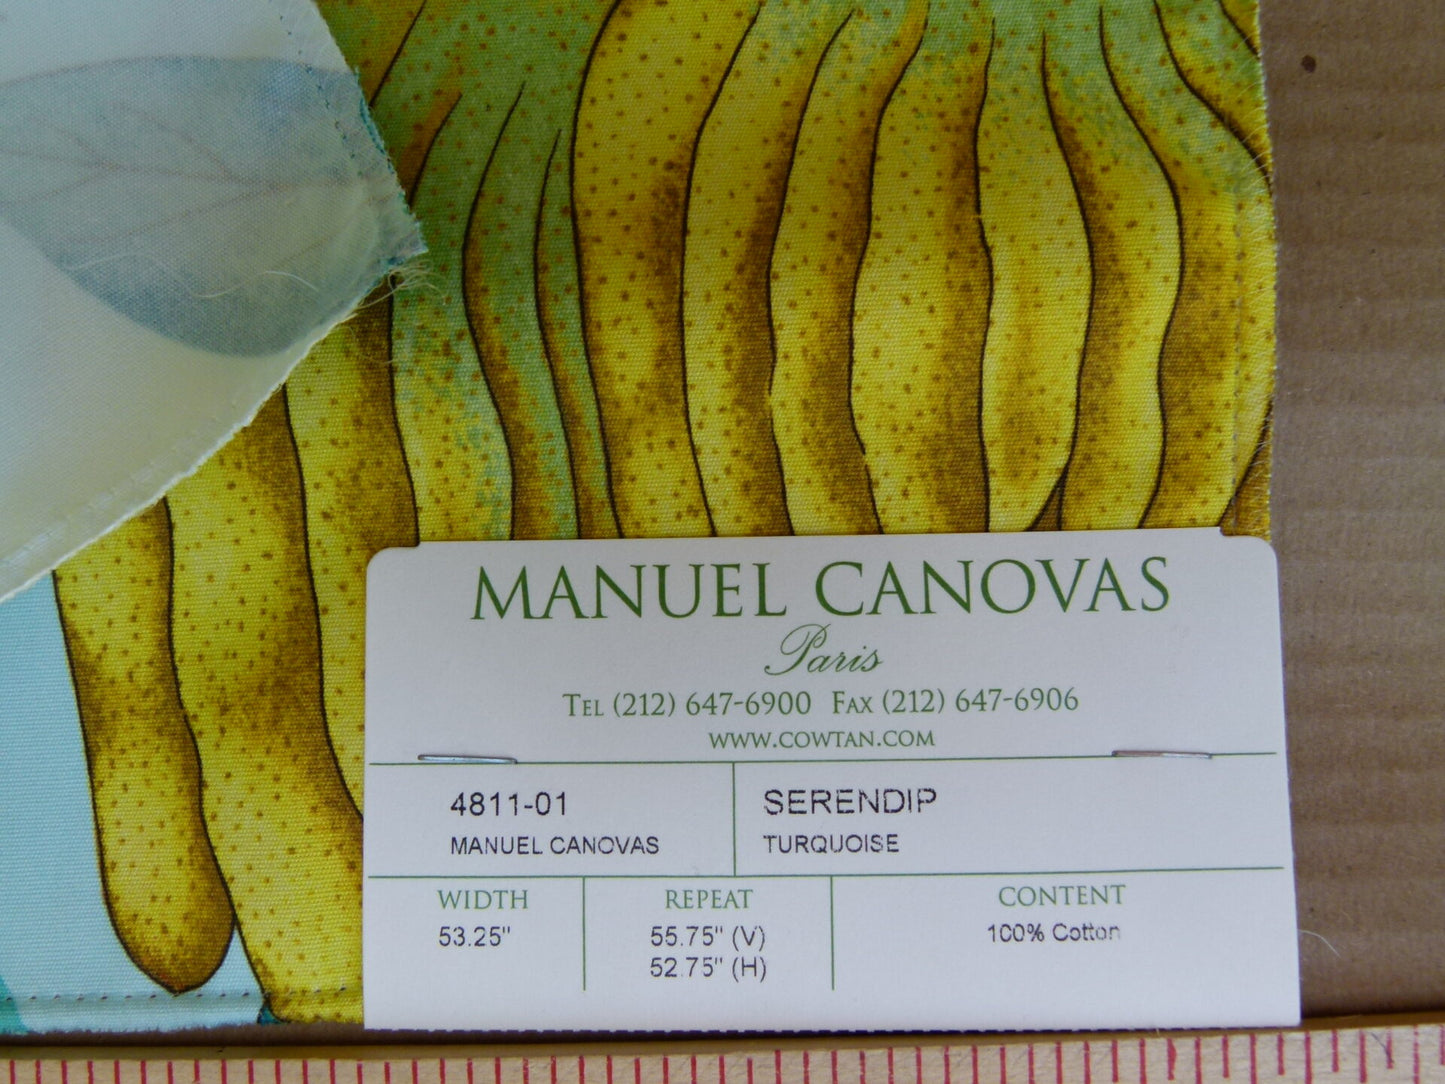 MANUEL CANOVAS
Paris
TEL (212) 647-6900 FAX (212) 647-6906
WWW.COWTAN.COM
4811-01
MANUEL CANOVAS
SERENDIP
TURQUOISE
WIDTH
53.25"
REPEAT
55.75" (V)
52.75" (H)
CONTENT
100% Cotton